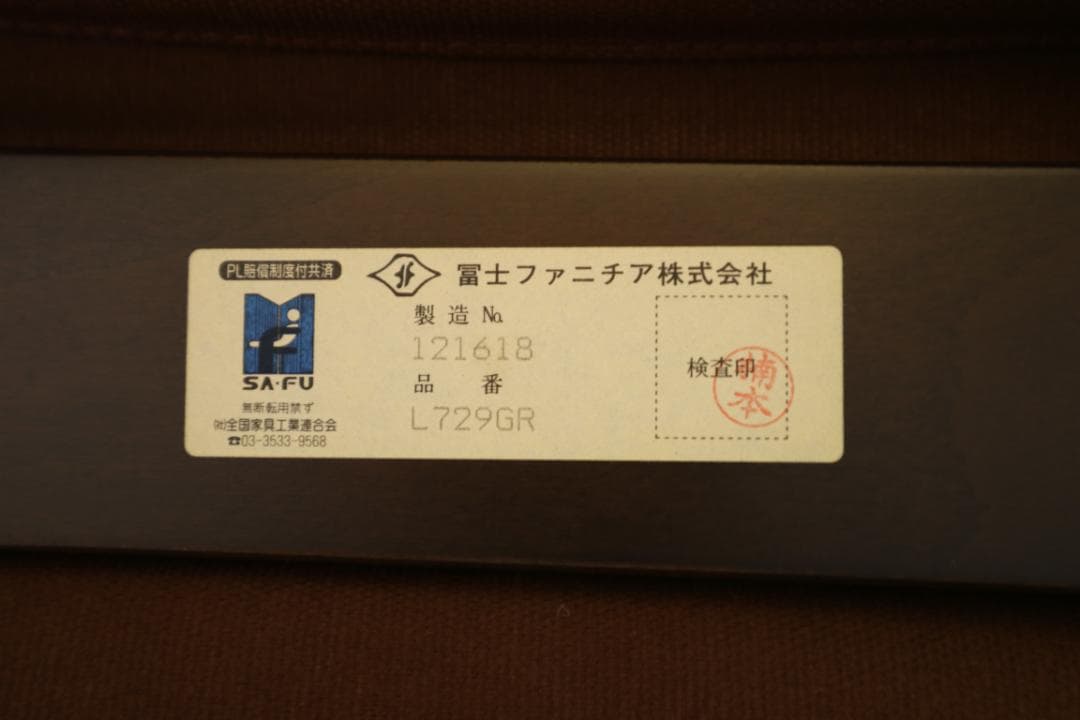 PL賠償制度付共済
SA・FU
無断転用禁ず
㈳全国家具工業連合会
☎03-3533-9568
冨士ファニチア株式会社
製造 No.
121618
品番
L729GR
検査印
楠本